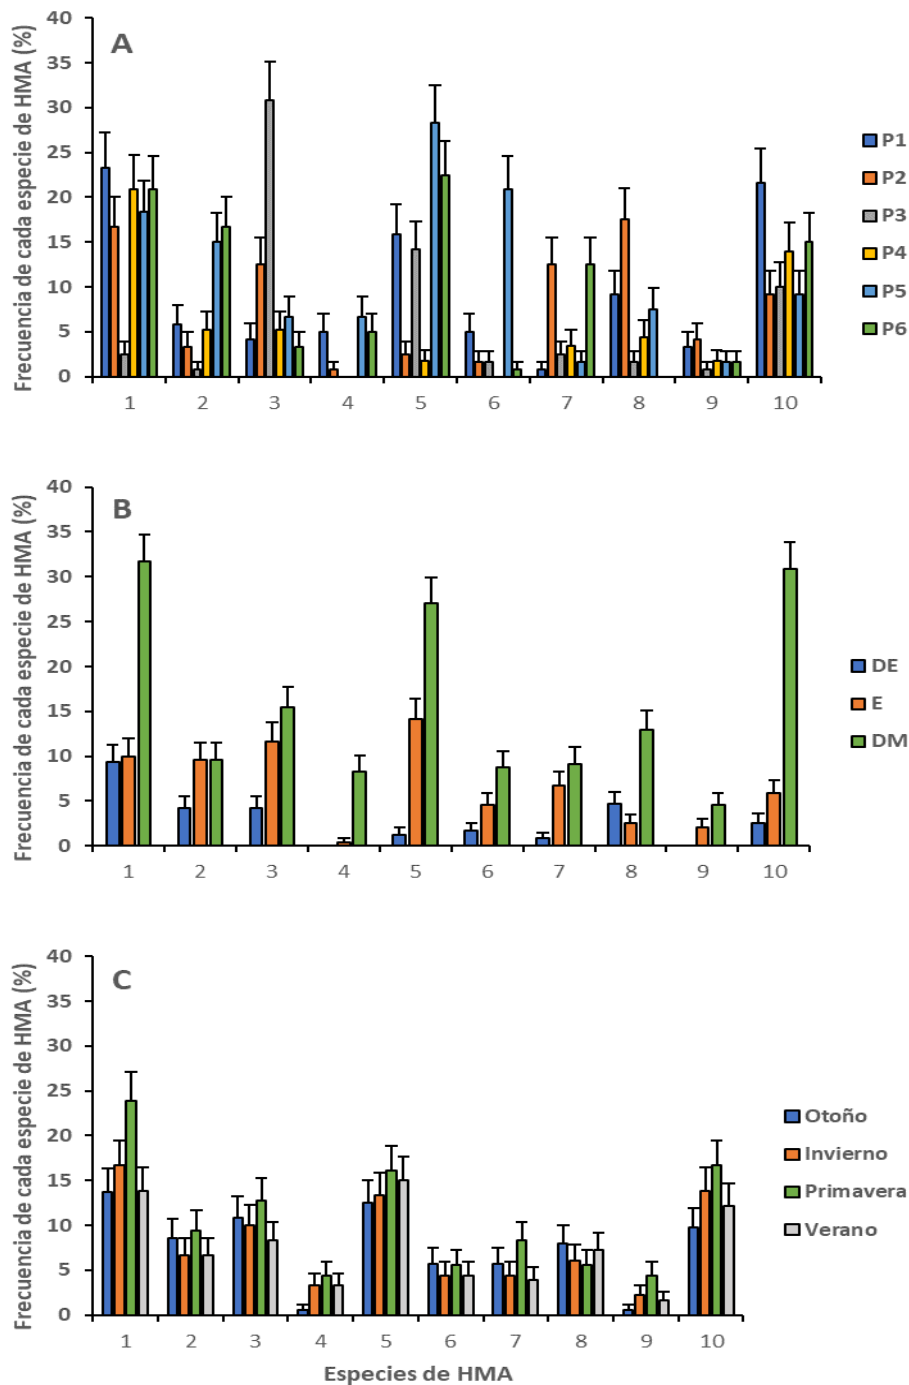 Frecuencia de cada especie de HMA (%)
A
40
35
30
25
20
15
10
5
0
1 2 3 4 5 6 7 8 9 10
P1
P2
P3
P4
P5
P6
Frecuencia de cada especie de HMA (%)
B
40
35
30
25
20
15
10
5
0
1 2 3 4 5 6 7 8 9 10
DE
E
DM
Frecuencia de cada especie de HMA (%)
C
40
35
30
25
20
15
10
5
0
1 2 3 4 5 6 7 8 9 10
Otoño
Invierno
Primavera
Verano
Especies de HMA